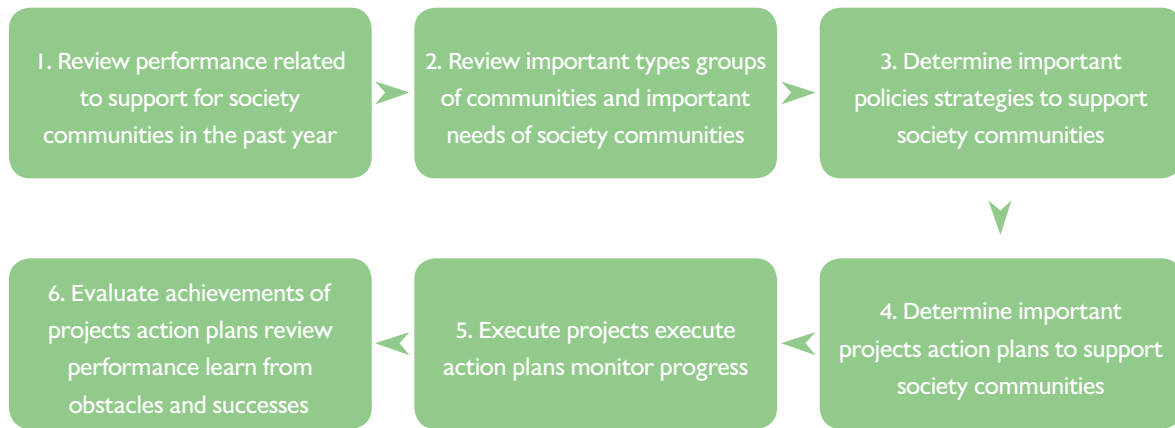 1. Review performance related
to support for society
communities in the past year
2. Review important types groups
of communities and important
needs of society communities
3. Determine important
policies strategies to support
society communities
4. Determine important
projects action plans to support
society communities
5. Execute projects execute
action plans monitor progress
6. Evaluate achievements of
projects action plans review
performance learn from
obstacles and successes